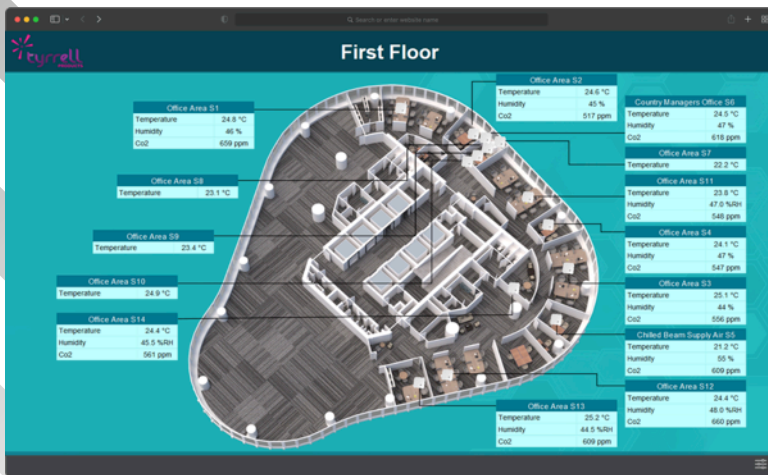 Search or enter website name
tyrrell
First Floor
Office Area S1
Temperature 24.8 °C
Humidity 46 %
Co2 659 ppm
Office Area S8
Temperature 23.1 °C
Office Area S9
Temperature 23.4 °C
Office Area S10
Temperature 24.9 °C
Office Area S14
Temperature 24.4 °C
Humidity 45.5 %RH
Co2 561 ppm
Office Area S2
Temperature 24.6 °C
Humidity 45 %
Co2 517 ppm
Country Managers Office S6
Temperature 24.5 °C
Humidity 47 %
Co2 618 ppm
Office Area S7
Temperature 22.2 °C
Office Area S11
Temperature 23.8 °C
Humidity 47.0 %RH
Co2 548 ppm
Office Area S4
Temperature 24.1 °C
Humidity 47 %
Co2 547 ppm
Office Area S3
Temperature 25.1 °C
Humidity 44 %
Co2 556 ppm
Chilled Beam Supply Air S5
Temperature 21.2 °C
Humidity 55 %
Co2 609 ppm
Office Area S12
Temperature 24.4 °C
Humidity 48.0 %RH
Co2 660 ppm
Office Area S13
Temperature 25.2 °C
Humidity 44.5 %RH
Co2 609 ppm